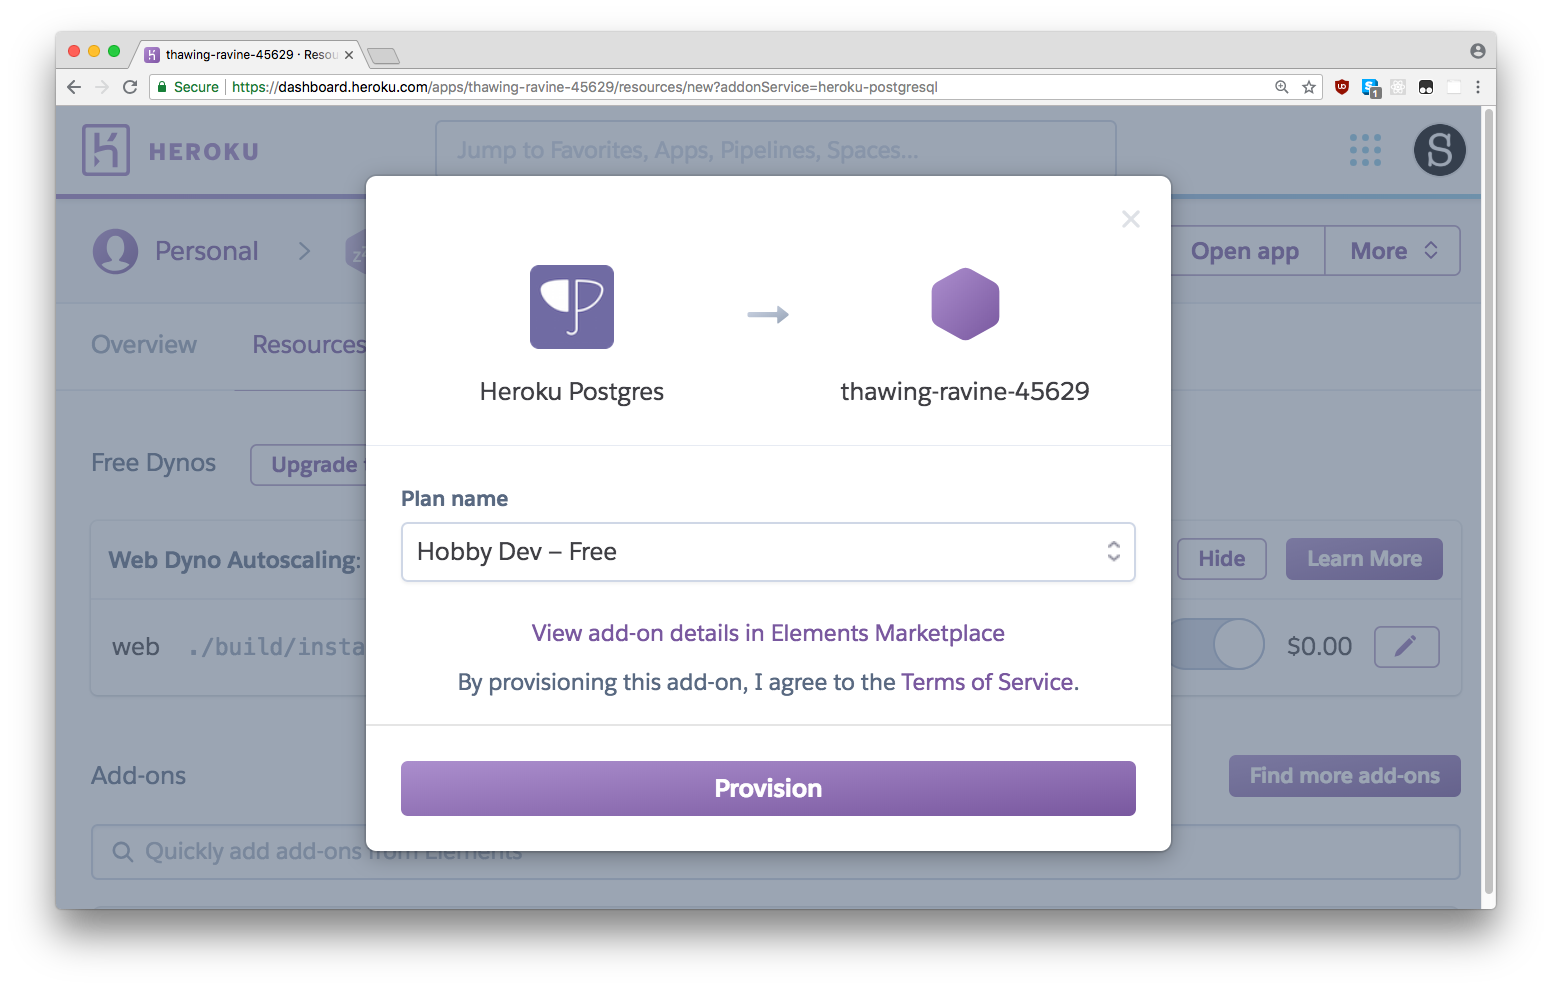 thawing-ravine-45629 · Resou
Secure
https://dashboard.heroku.com/apps/thawing-ravine-45629/resources/new?addonService=heroku-postgresql
1
HEROKU
Jump to Favorites, Apps, Pipelines, Spaces...
S
Personal
Open app
More
Overview
Resources
Heroku Postgres
thawing-ravine-45629
Free Dynos
Upgrade
Plan name
Hobby Dev – Free
Web Dyno Autoscaling:
Hide
Learn More
web ./build/insta
$0.00
View add-on details in Elements Marketplace
By provisioning this add-on, I agree to the Terms of Service.
Provision
Add-ons
Find more add-ons
Quickly add add-ons from Elements